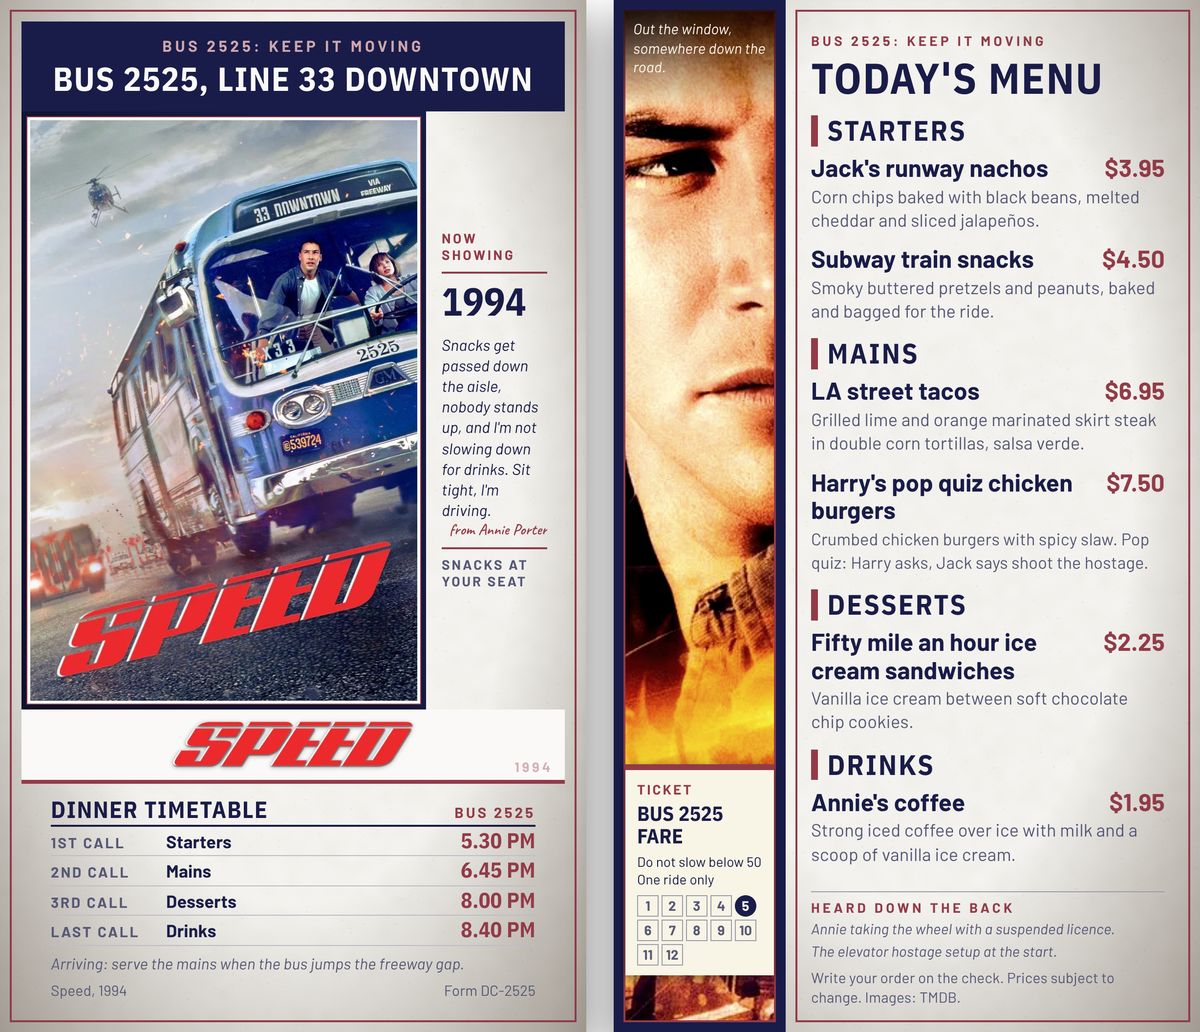 BUS 2525: KEEP IT MOVING
BUS 2525, LINE 33 DOWNTOWN
33 DOWNTOWN
VIA
FREEWAY
2525
GM
CALIFORNIA
539724
SPEED
NOW
SHOWING
1994
Snacks get
passed down
the aisle,
nobody stands
up, and I'm not
slowing down
for drinks. Sit
tight, I'm
driving.
from Annie Porter
SNACKS AT
YOUR SEAT
SPEED
1994
DINNER TIMETABLE
BUS 2525
1ST CALL Starters 5.30 PM
2ND CALL Mains 6.45 PM
3RD CALL Desserts 8.00 PM
LAST CALL Drinks 8.40 PM
Arriving: serve the mains when the bus jumps the freeway gap.
Speed, 1994 Form DC-2525
Out the window,
somewhere down the
road.
TICKET
BUS 2525
FARE
Do not slow below 50
One ride only
1 2 3 4 5
6 7 8 9 10
11 12
BUS 2525: KEEP IT MOVING
TODAY'S MENU
STARTERS
Jack's runway nachos $3.95
Corn chips baked with black beans, melted
cheddar and sliced jalapeños.
Subway train snacks $4.50
Smoky buttered pretzels and peanuts, baked
and bagged for the ride.
MAINS
LA street tacos $6.95
Grilled lime and orange marinated skirt steak
in double corn tortillas, salsa verde.
Harry's pop quiz chicken $7.50
burgers
Crumbed chicken burgers with spicy slaw. Pop
quiz: Harry asks, Jack says shoot the hostage.
DESSERTS
Fifty mile an hour ice $2.25
cream sandwiches
Vanilla ice cream between soft chocolate
chip cookies.
DRINKS
Annie's coffee $1.95
Strong iced coffee over ice with milk and a
scoop of vanilla ice cream.
HEARD DOWN THE BACK
Annie taking the wheel with a suspended licence.
The elevator hostage setup at the start.
Write your order on the check. Prices subject to
change. Images: TMDB.